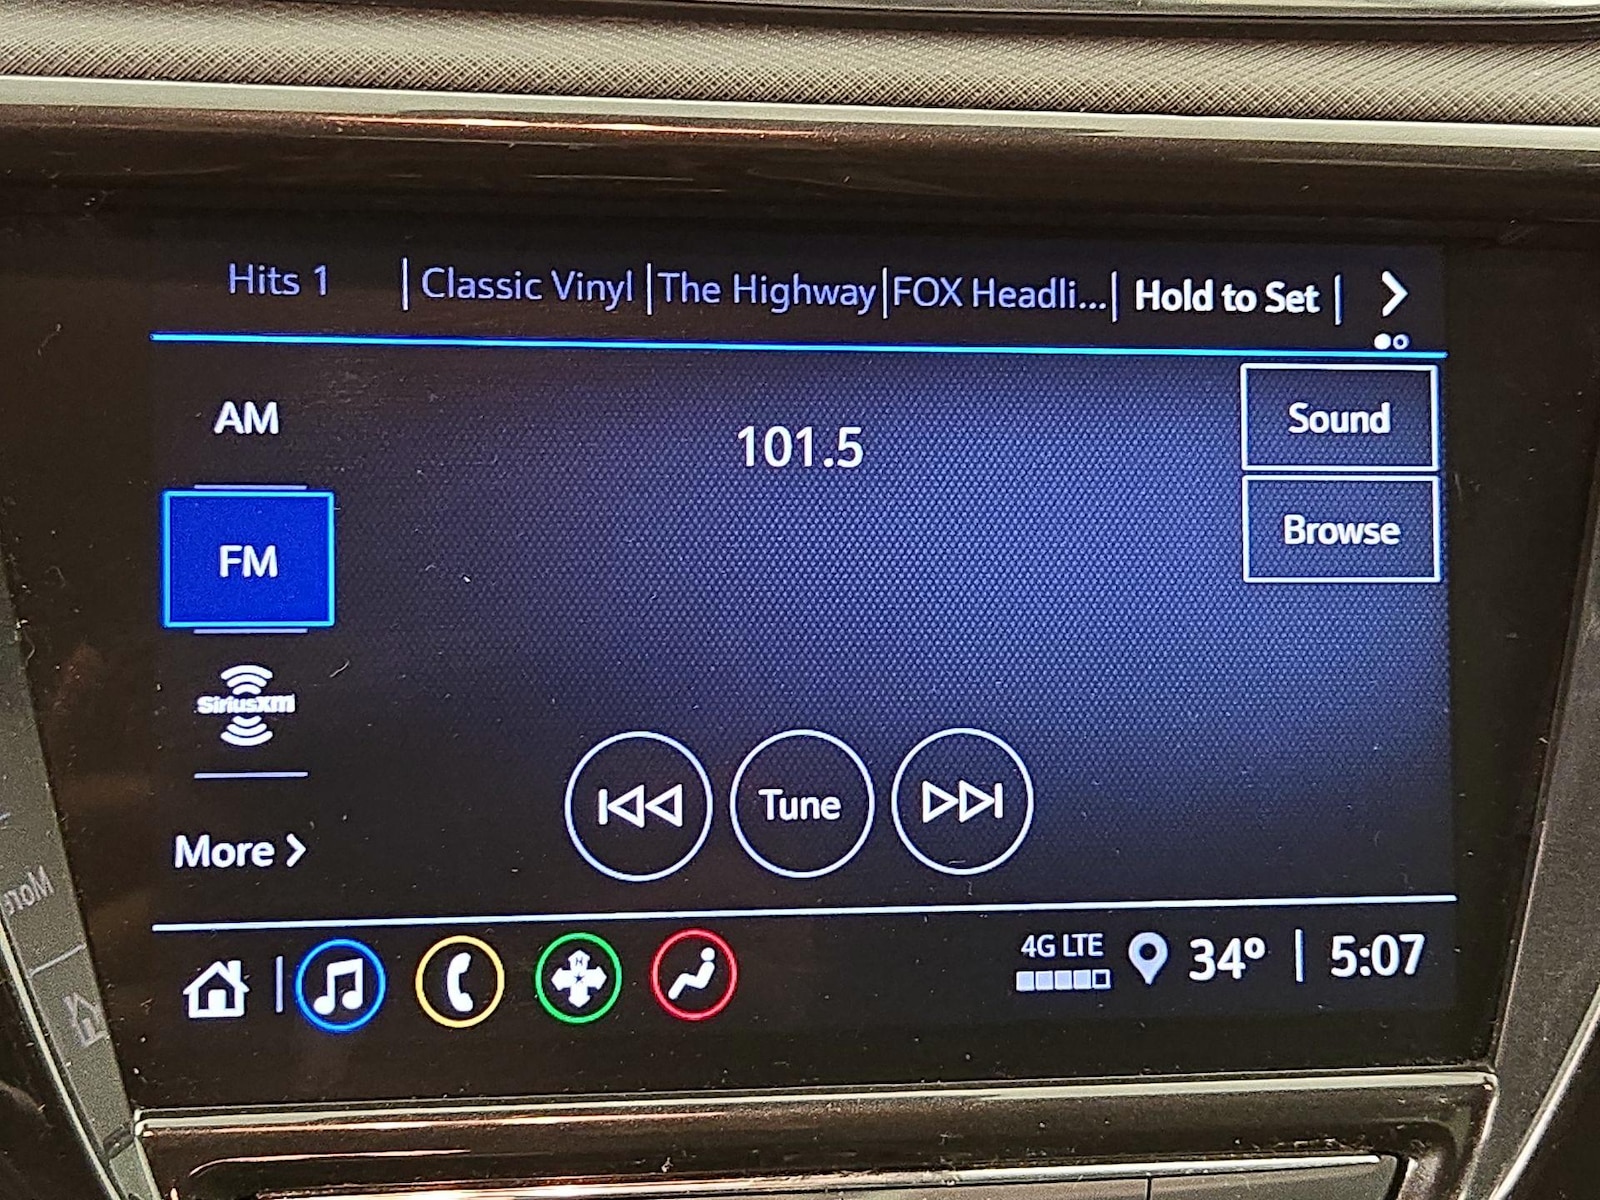 Hits 1 | Classic Vinyl | The Highway | FOX Headli... | Hold to Set |
AM
101.5
Sound
FM
Browse
SiriusXM
Tune
More
4G LTE 34° | 5:07